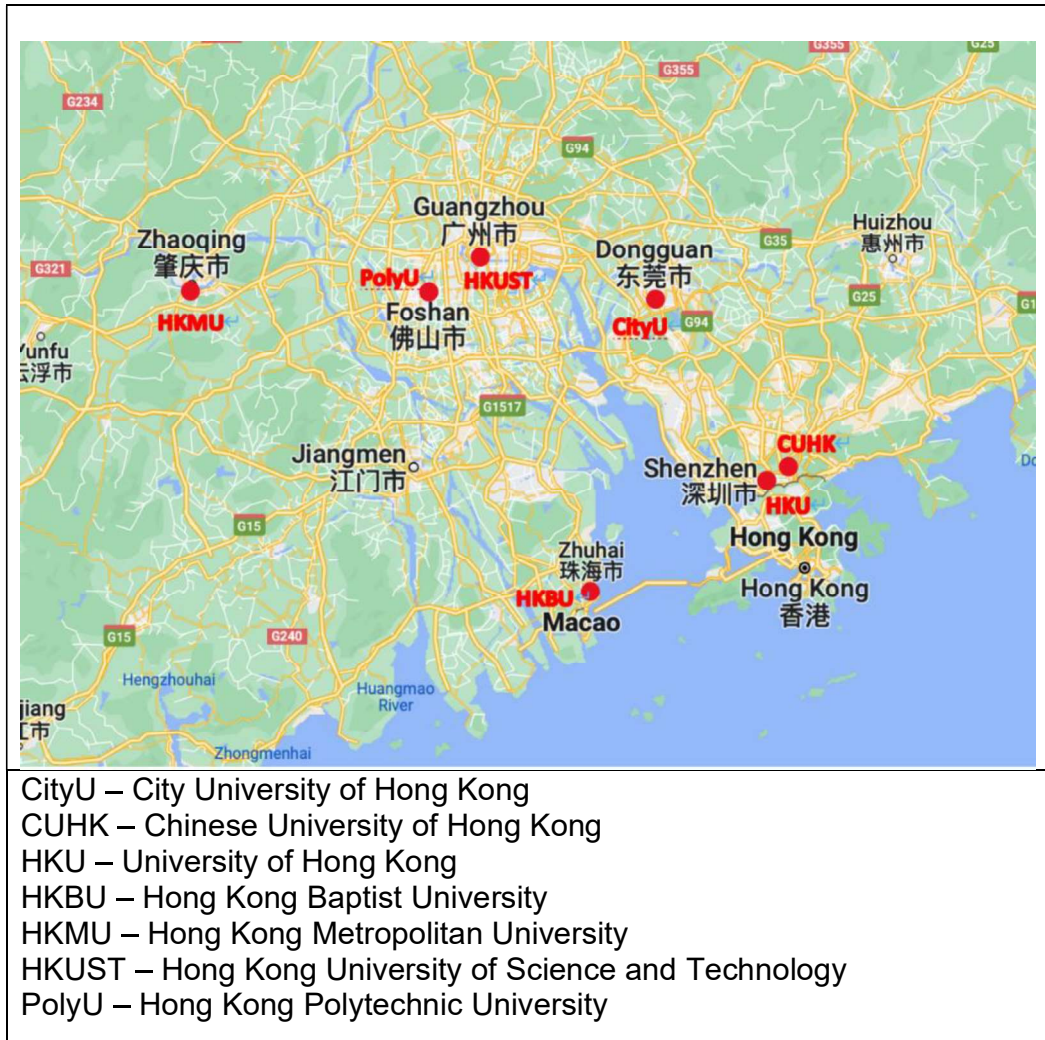 G355
G25
G355
G234
G94
Guangzhou
广州市
Huizhou
惠州市
Zhaoqing
肇庆市
Dongguan
东莞市
G35
G321
PolyU
HKUST
Foshan
佛山市
HKMU
CityU
G94
G25
G1
Yunfu
云浮市
G1517
CUHK
Jiangmen
江门市
Shenzhen
深圳市
HKU
G15
Hong Kong
Zhuhai
珠海市
HKBU
Macao
Hong Kong
香港
G15
G240
Hengzhouhai
Huangmao
River
jiang
江市
Zhongmenhai
CityU – City University of Hong Kong
CUHK – Chinese University of Hong Kong
HKU – University of Hong Kong
HKBU – Hong Kong Baptist University
HKMU – Hong Kong Metropolitan University
HKUST – Hong Kong University of Science and Technology
PolyU – Hong Kong Polytechnic University